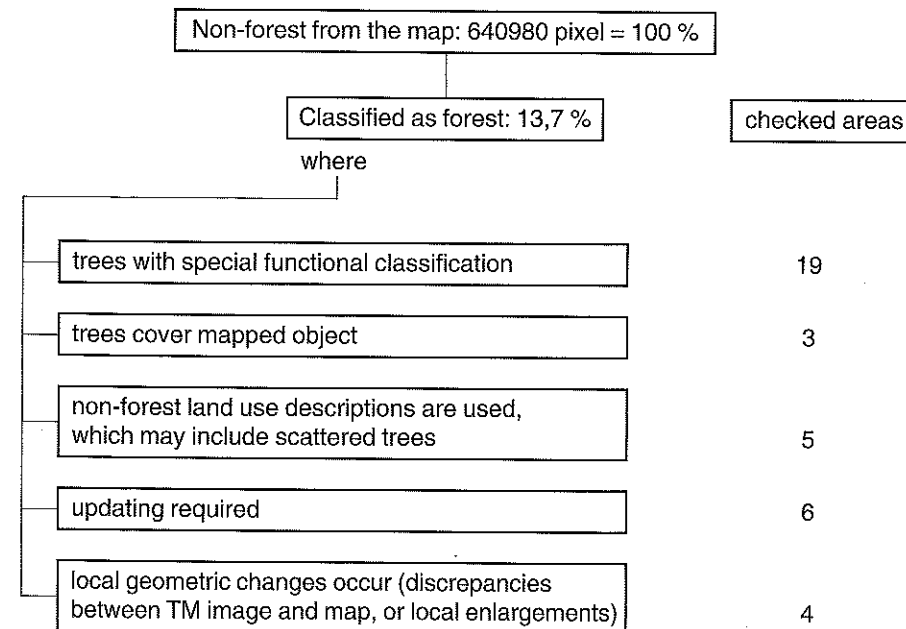 Non-forest from the map: 640980 pixel = 100 %
Classified as forest: 13,7 %
checked areas
where
trees with special functional classification
19
trees cover mapped object
3
non-forest land use descriptions are used,
which may include scattered trees
5
updating required
6
local geometric changes occur (discrepancies
between TM image and map, or local enlargements)
4